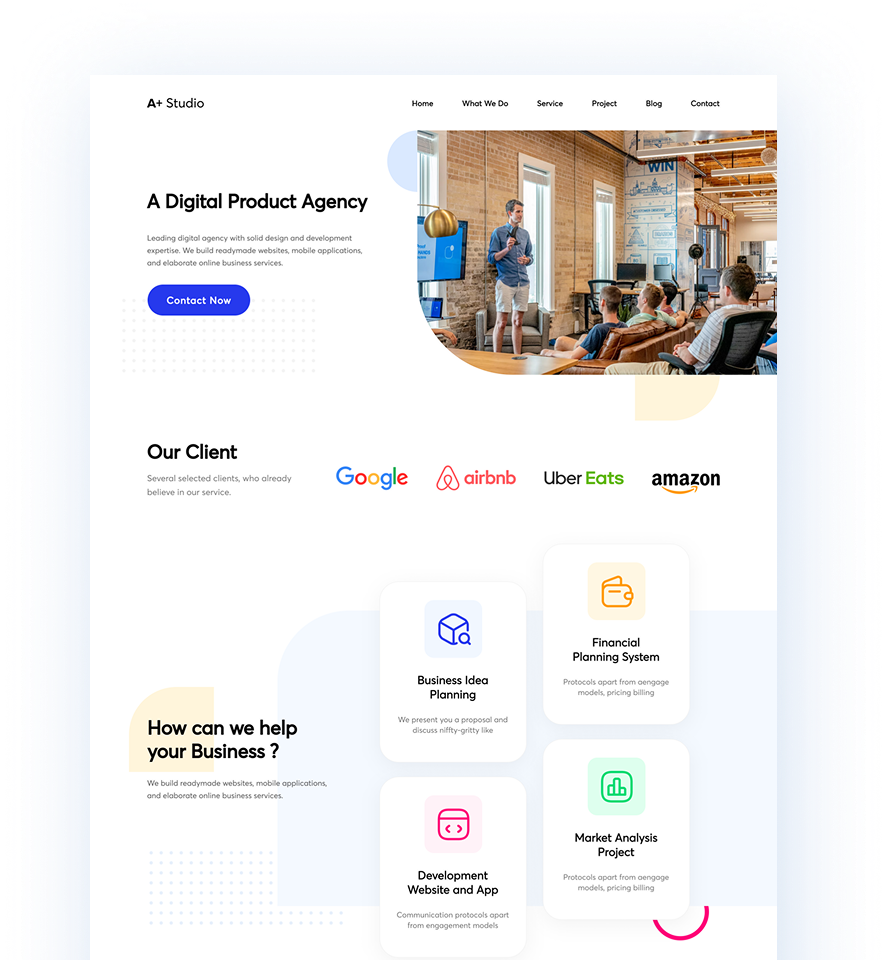 A+ Studio
Home What We Do Service Project Blog Contact
WIN
A Digital Product Agency
Leading digital agency with solid design and development
expertise. We build readymade websites, mobile applications,
and elaborate online business services.
Contact Now
Our Client
Several selected clients, who already
believe in our service.
Google airbnb Uber Eats amazon
How can we help
your Business ?
We build readymade websites, mobile applications,
and elaborate online business services.
Business Idea
Planning
We present you a proposal and
discuss niffty-gritty like
Financial
Planning System
Protocols apart from aengage
models, pricing billing
Development
Website and App
Communication protocols apart
from engagement models
Market Analysis
Project
Protocols apart from aengage
models, pricing billing